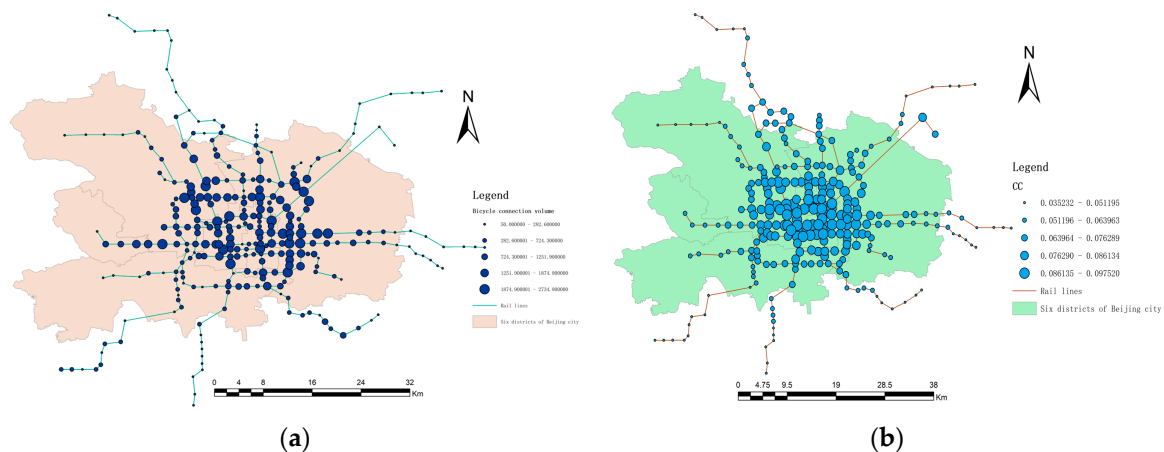 N
Legend
Bicycle connection volume
50.000000 - 282.600000
282.600001 - 724.300000
724.300001 - 1251.900000
1251.900001 - 1874.000000
1874.900001 - 2734.000000
Rail lines
Six districts of Beijing city
0 2 4 6 8 16 24 32
Km
(a)
N
Legend
CC
0.035232 - 0.051195
0.051196 - 0.063963
0.063964 - 0.076289
0.076290 - 0.086134
0.086135 - 0.097520
Rail lines
Six districts of Beijing city
0 4.75 9.5 19 28.5 38
Km
(b)